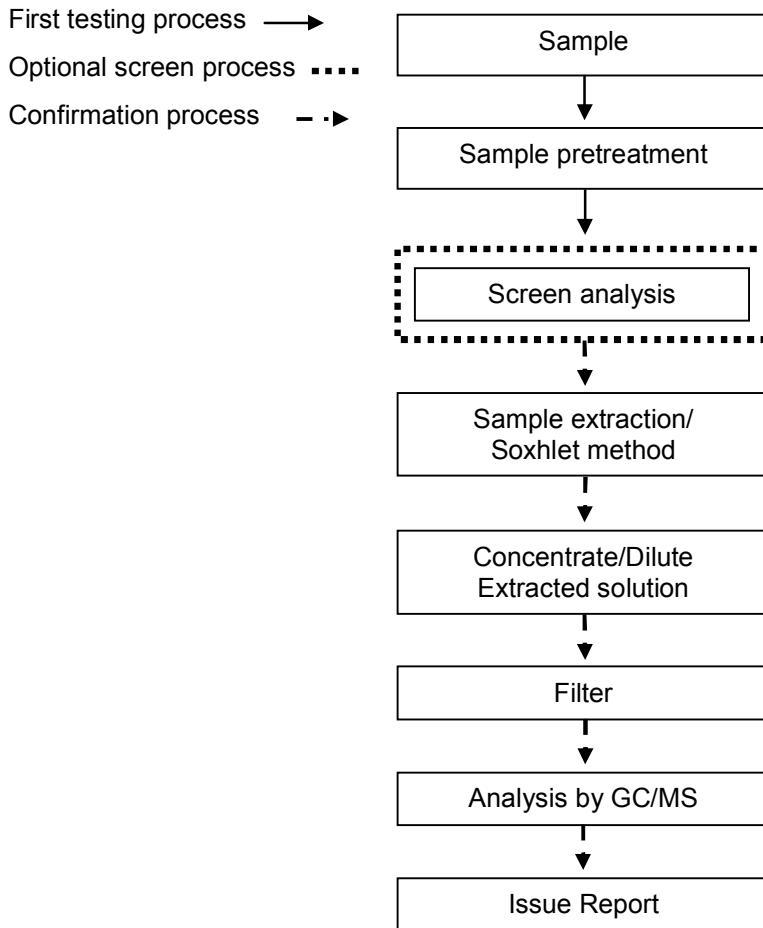 First testing process
Optional screen process
Confirmation process
Sample
Sample pretreatment
Screen analysis
Sample extraction/
Soxhlet method
Concentrate/Dilute
Extracted solution
Filter
Analysis by GC/MS
Issue Report